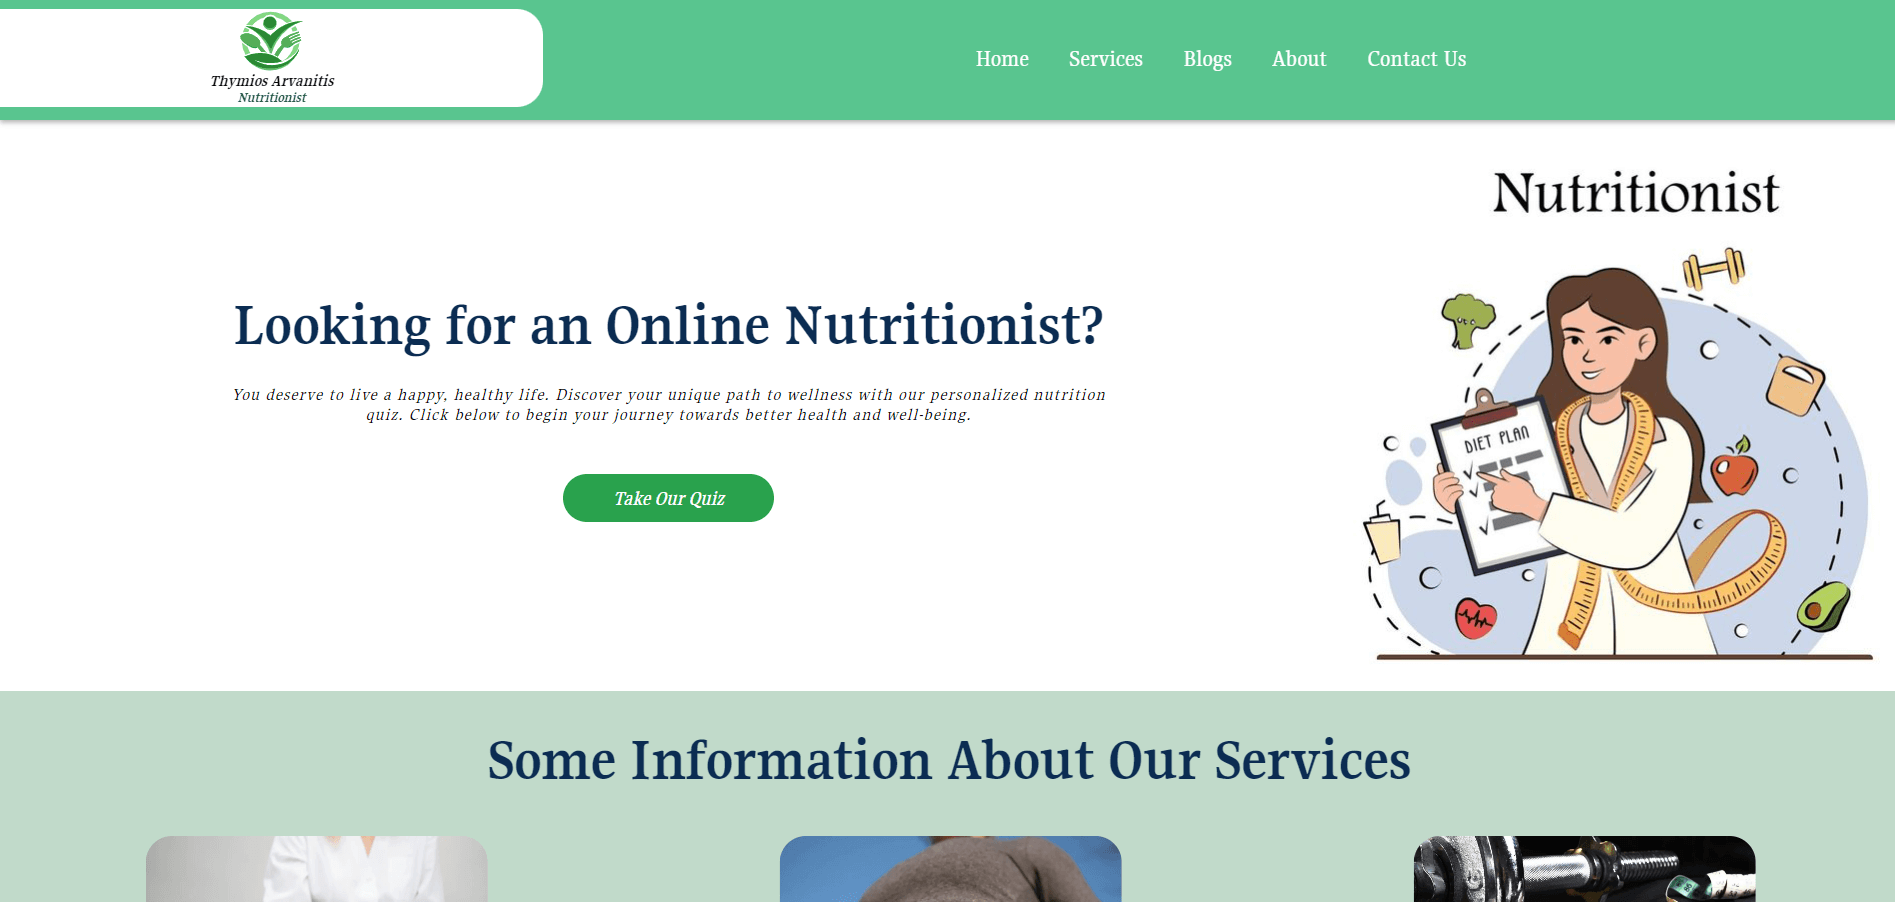 Thymios Arvanitis
Nutritionist
Home
Services
Blogs
About
Contact Us
Nutritionist
Looking for an Online Nutritionist?
You deserve to live a happy, healthy life. Discover your unique path to wellness with our personalized nutrition
quiz. Click below to begin your journey towards better health and well-being.
Take Our Quiz
DIET PLAN
Some Information About Our Services